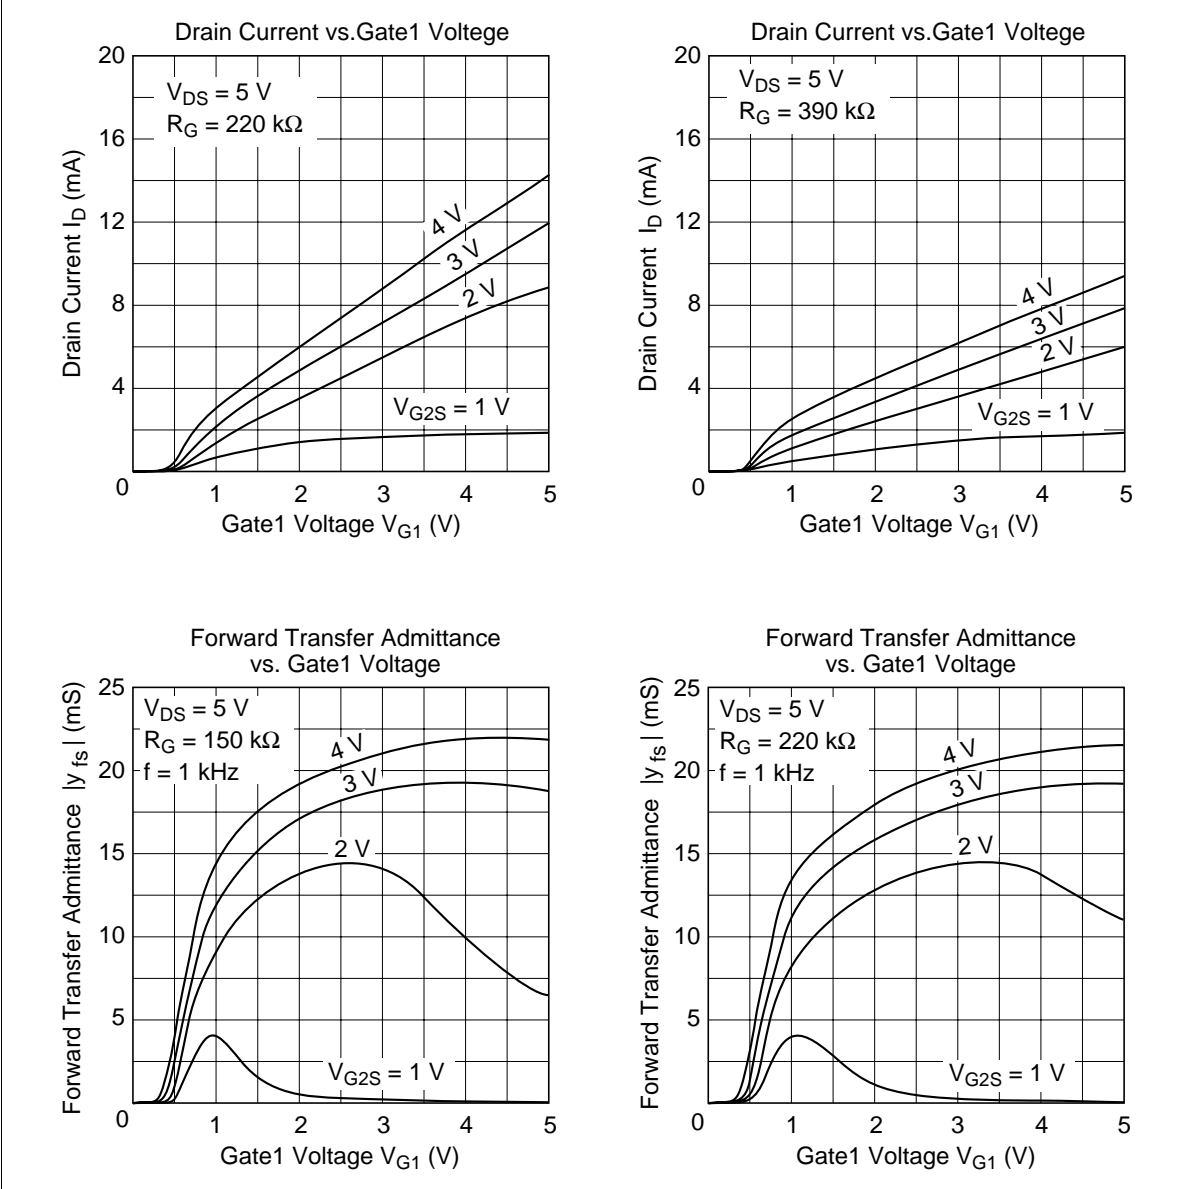 Drain Current vs.Gate1 Voltege
V_DS = 5 V
R_G = 220 kΩ
Drain Current I_D (mA)
20
16
12
8
4
0
4 V
3 V
2 V
V_G2S = 1 V
1 2 3 4 5
Gate1 Voltage V_G1 (V)
Drain Current vs.Gate1 Voltege
V_DS = 5 V
R_G = 390 kΩ
Drain Current I_D (mA)
20
16
12
8
4
0
4 V
3 V
2 V
V_G2S = 1 V
1 2 3 4 5
Gate1 Voltage V_G1 (V)
Forward Transfer Admittance
vs. Gate1 Voltage
V_DS = 5 V
R_G = 150 kΩ
f = 1 kHz
Forward Transfer Admittance |y_fs| (mS)
25
20
15
10
5
0
4 V
3 V
2 V
V_G2S = 1 V
1 2 3 4 5
Gate1 Voltage V_G1 (V)
Forward Transfer Admittance
vs. Gate1 Voltage
V_DS = 5 V
R_G = 220 kΩ
f = 1 kHz
Forward Transfer Admittance |y_fs| (mS)
25
20
15
10
5
0
4 V
3 V
2 V
V_G2S = 1 V
1 2 3 4 5
Gate1 Voltage V_G1 (V)